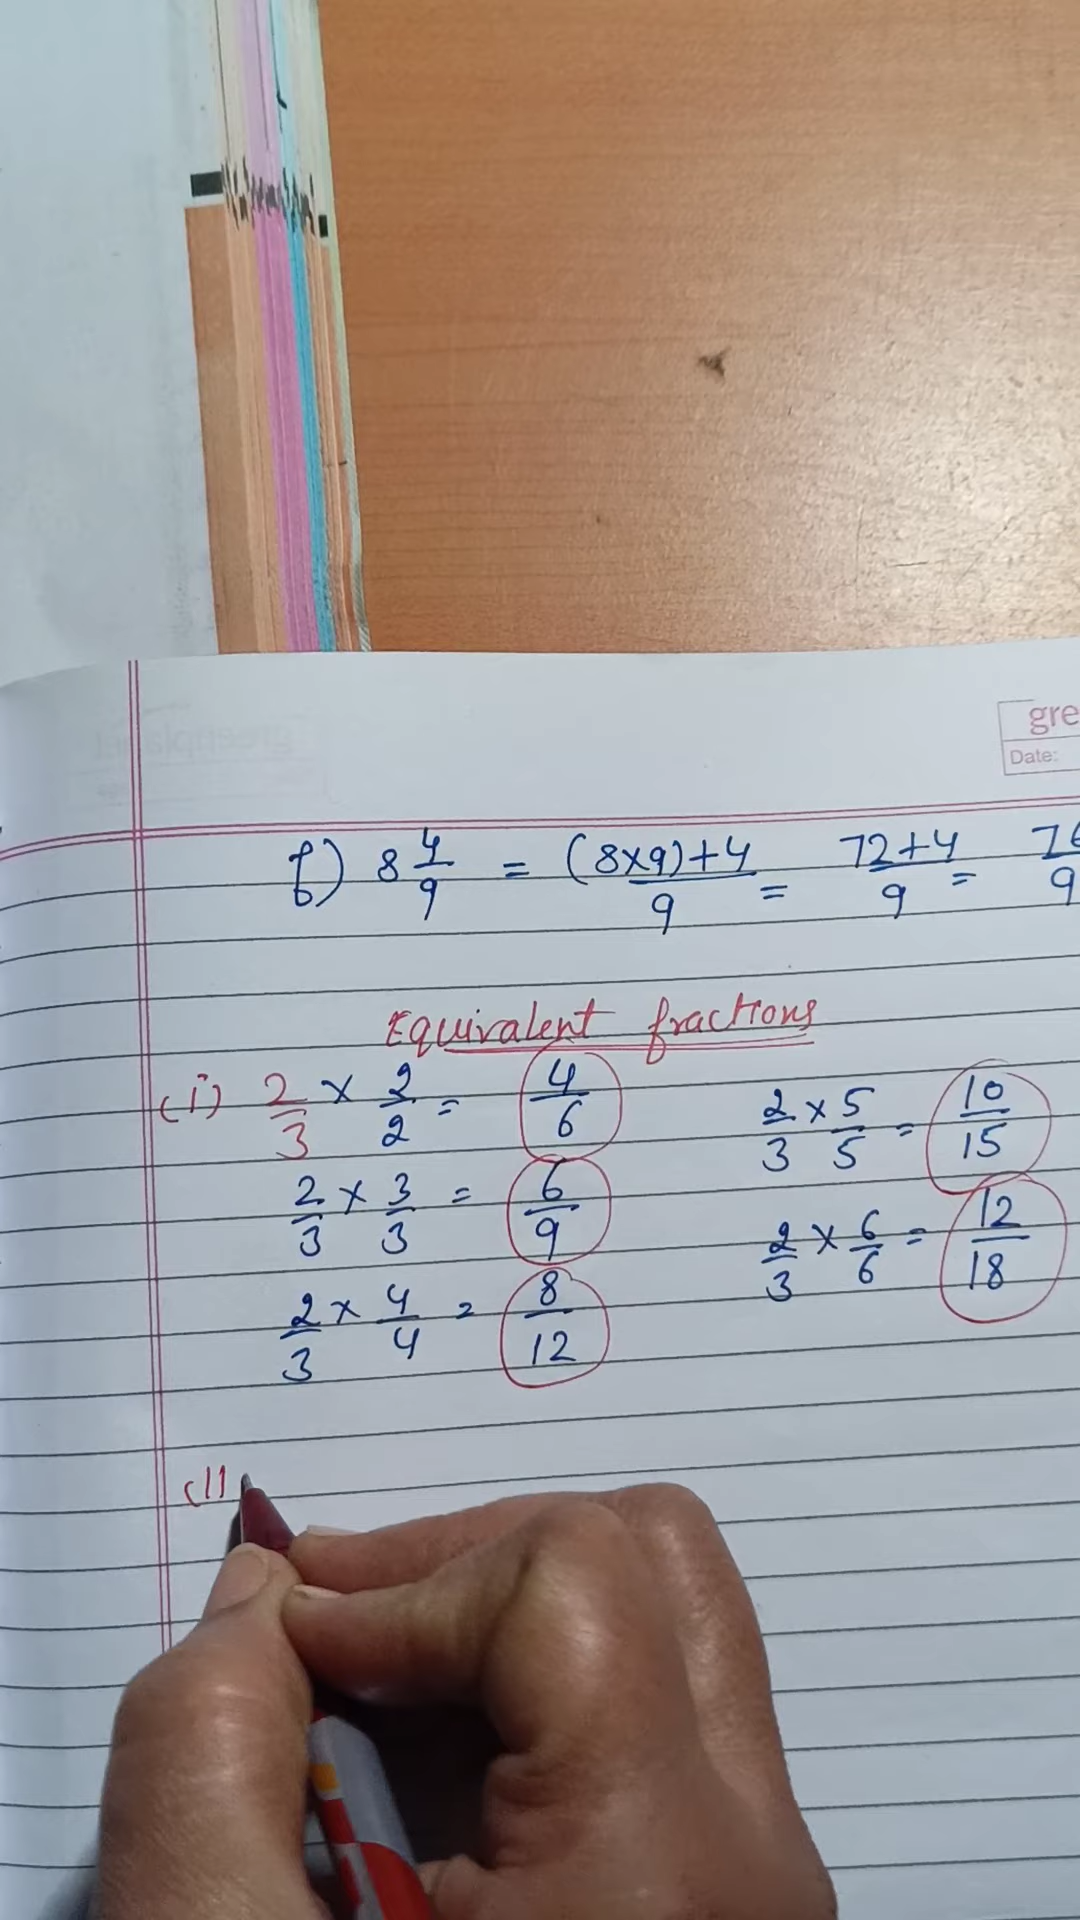 gre
Date:
f) 8 4/9 = (8×9)+4/9 = 72+4/9 = 76/9
Equivalent fractions
(i) 2/3 × 2/2 = 4/6
2/3 × 3/3 = 6/9
2/3 × 4/4 = 8/12
2/3 × 5/5 = 10/15
2/3 × 6/6 = 12/18
(ii